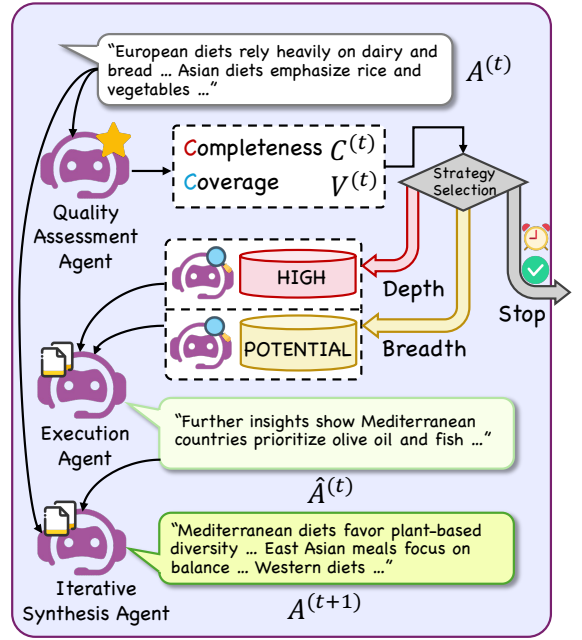 “European diets rely heavily on dairy and
bread ... Asian diets emphasize rice and
vegetables ...”
A^(t)
Quality
Assessment
Agent
Completeness C^(t)
Coverage V^(t)
Strategy
Selection
HIGH
Depth
Stop
POTENTIAL
Breadth
Execution
Agent
“Further insights show Mediterranean
countries prioritize olive oil and fish ...”
Â^(t)
“Mediterranean diets favor plant-based
diversity ... East Asian meals focus on
balance ... Western diets ...”
Iterative
Synthesis Agent
A^(t+1)